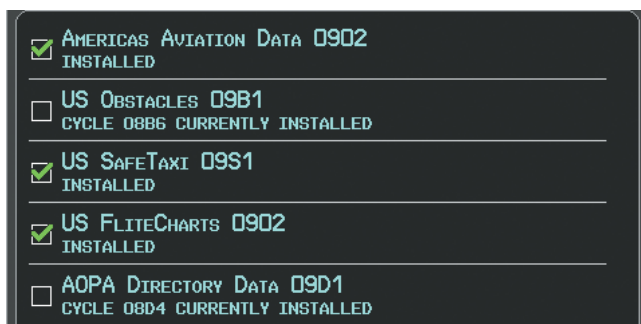 Americas Aviation Data 0902
INSTALLED
US Obstacles 09B1
CYCLE 08B6 CURRENTLY INSTALLED
US SafeTaxi 09S1
INSTALLED
US FliteCharts 0902
INSTALLED
AOPA Directory Data 09D1
CYCLE 08D4 CURRENTLY INSTALLED